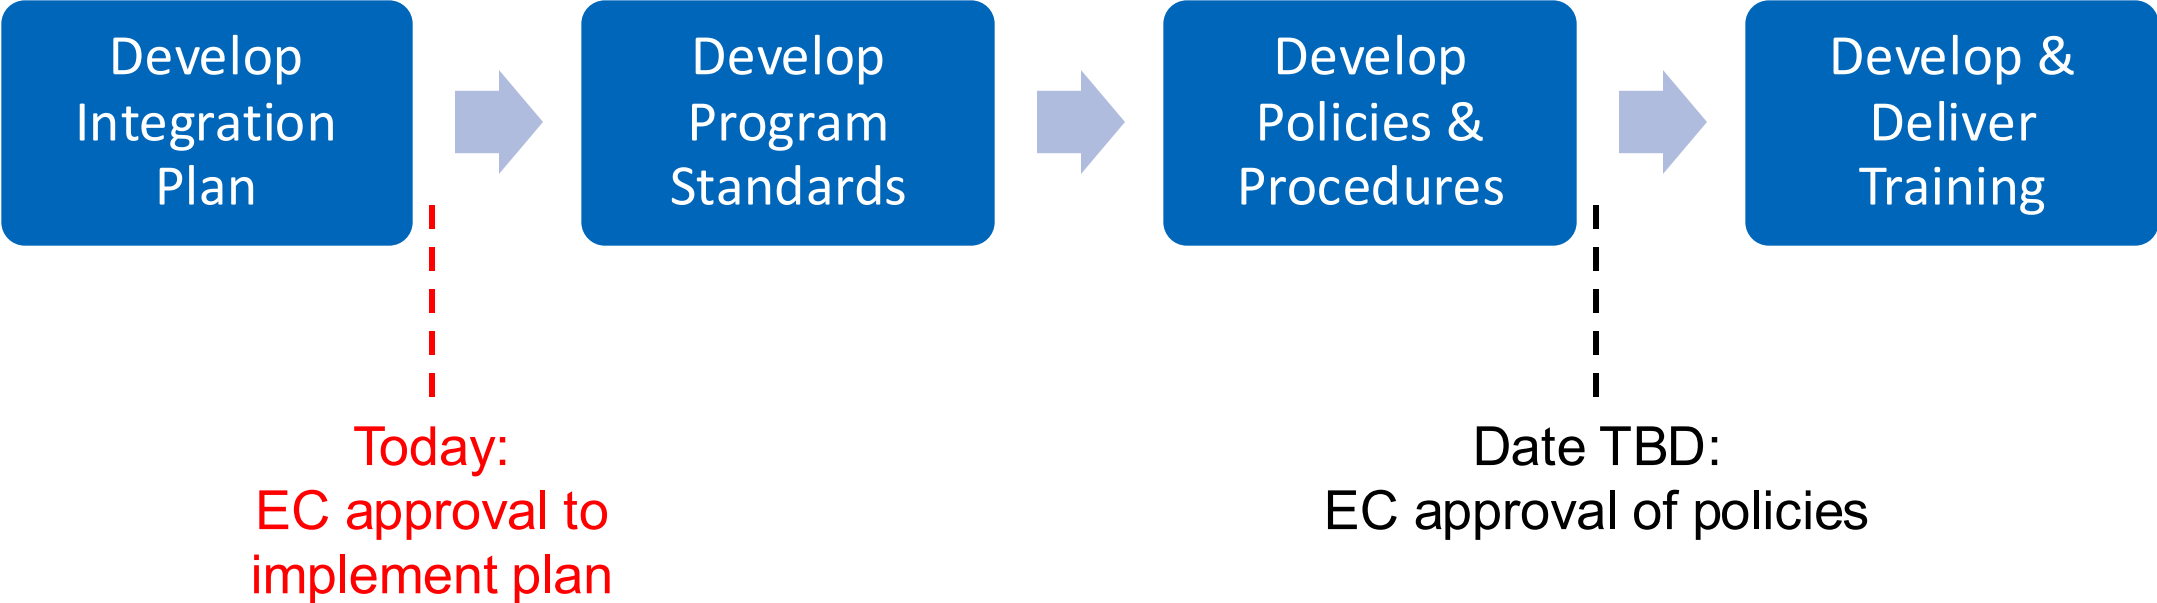 Develop
Integration
Plan
Develop
Program
Standards
Develop
Policies &
Procedures
Develop &
Deliver
Training
Today:
EC approval to
implement plan
Date TBD:
EC approval of policies